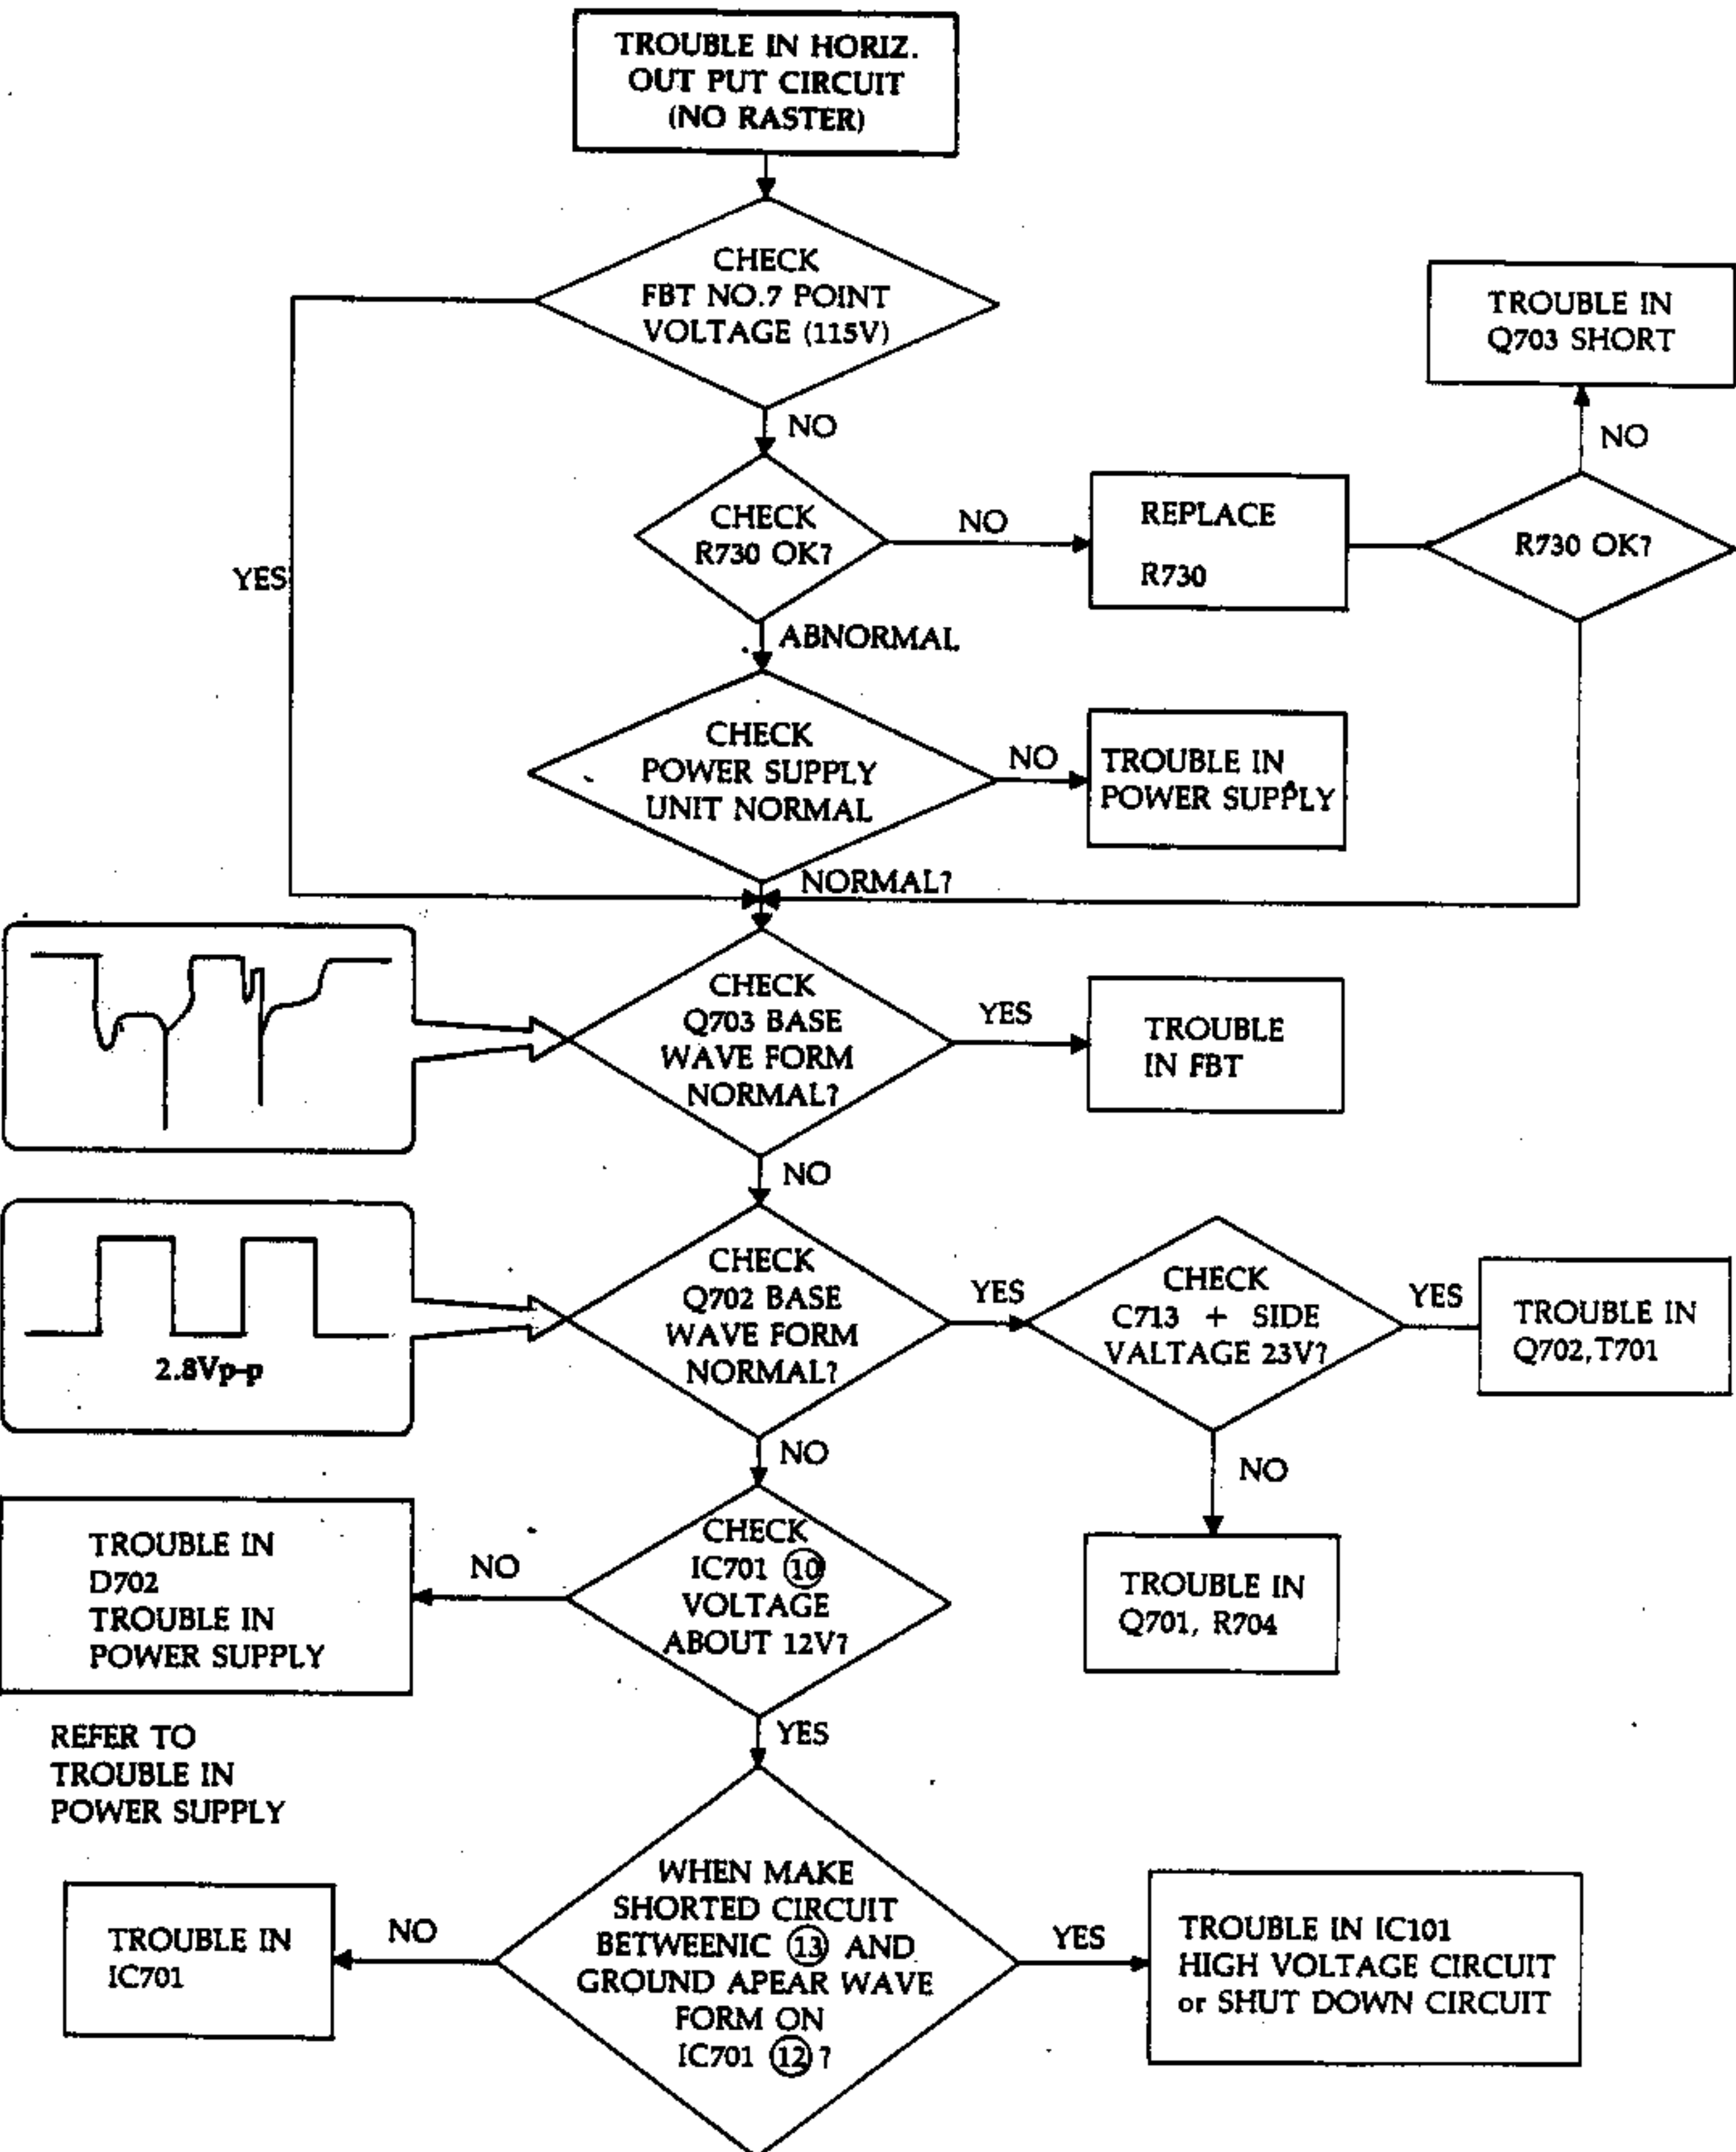 TROUBLE IN HORIZ.
OUT PUT CIRCUIT
(NO RASTER)
CHECK
FBT NO.7 POINT
VOLTAGE (115V)
YES
NO
CHECK
R730 OK?
NO
REPLACE
R730
R730 OK?
NO
TROUBLE IN
Q703 SHORT
ABNORMAL
CHECK
POWER SUPPLY
UNIT NORMAL
NO
TROUBLE IN
POWER SUPPLY
NORMAL?
CHECK
Q703 BASE
WAVE FORM
NORMAL?
YES
TROUBLE
IN FBT
NO
2.8Vp-p
CHECK
Q702 BASE
WAVE FORM
NORMAL?
YES
CHECK
C713 + SIDE
VALTAGE 23V?
YES
TROUBLE IN
Q702,T701
NO
TROUBLE IN
Q701, R704
NO
CHECK
IC701 ⑩
VOLTAGE
ABOUT 12V?
NO
TROUBLE IN
D702
TROUBLE IN
POWER SUPPLY
REFER TO
TROUBLE IN
POWER SUPPLY
YES
WHEN MAKE
SHORTED CIRCUIT
BETWEENIC ⑬ AND
GROUND APEAR WAVE
FORM ON
IC701 ⑫ ?
NO
TROUBLE IN
IC701
YES
TROUBLE IN IC101
HIGH VOLTAGE CIRCUIT
or SHUT DOWN CIRCUIT